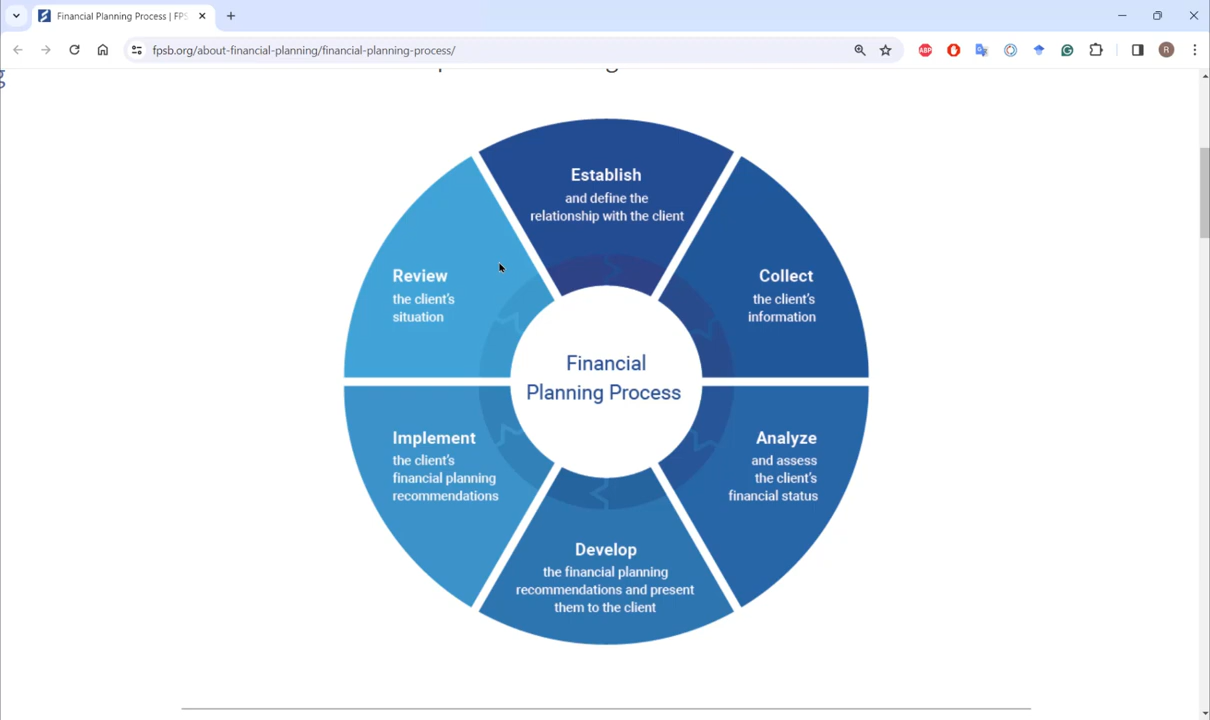 Financial Planning Process | FPS
fpsb.org/about-financial-planning/financial-planning-process/
ABP
R
g
Establish
and define the
relationship with the client
Collect
the client's
information
Analyze
and assess
the client's
financial status
Develop
the financial planning
recommendations and present
them to the client
Implement
the client's
financial planning
recommendations
Review
the client's
situation
Financial
Planning Process